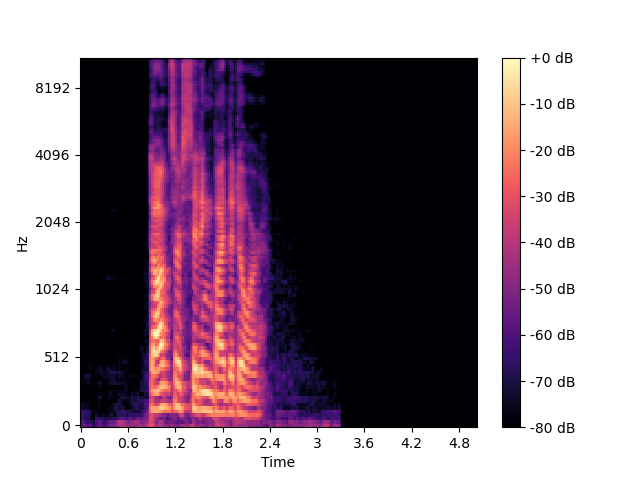 +0 dB
8192
-10 dB
4096
-20 dB
-30 dB
2048
Hz
-40 dB
1024
-50 dB
512
-60 dB
-70 dB
0
-80 dB
0 0.6 1.2 1.8 2.4 3 3.6 4.2 4.8
Time